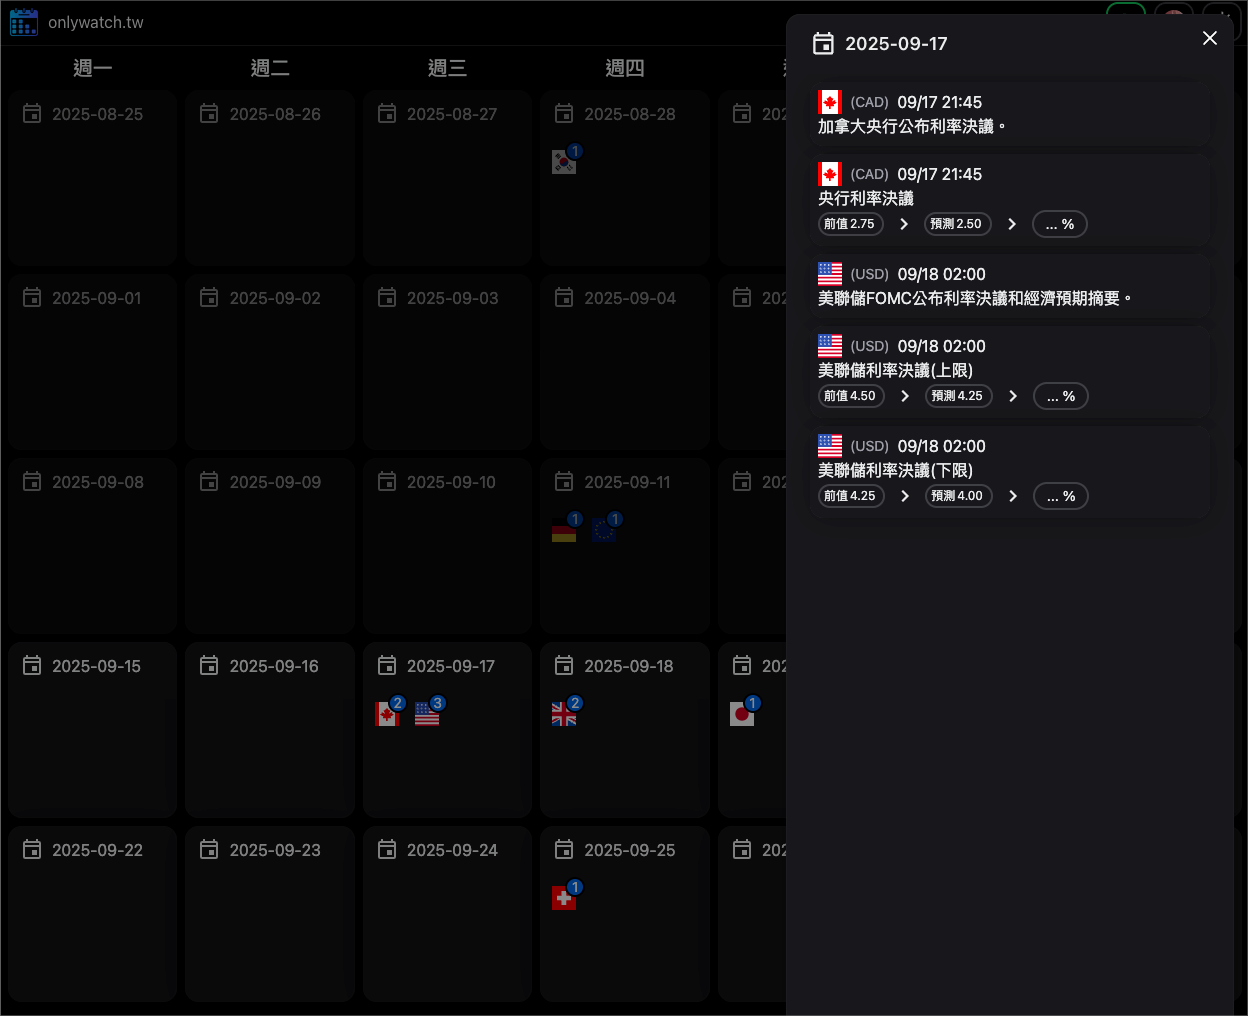 onlywatch.tw
週一 週二 週三 週四
2025-08-25 2025-08-26 2025-08-27 2025-08-28
1
2025-09-01 2025-09-02 2025-09-03 2025-09-04
2025-09-08 2025-09-09 2025-09-10 2025-09-11
1 1
2025-09-15 2025-09-16 2025-09-17 2025-09-18
2 3 2 1
2025-09-22 2025-09-23 2025-09-24 2025-09-25
1
2025-09-17
(CAD) 09/17 21:45
加拿大央行公布利率決議。
(CAD) 09/17 21:45
央行利率決議
前值 2.75 預測 2.50 ... %
(USD) 09/18 02:00
美聯儲FOMC公布利率決議和經濟預期摘要。
(USD) 09/18 02:00
美聯儲利率決議(上限)
前值 4.50 預測 4.25 ... %
(USD) 09/18 02:00
美聯儲利率決議(下限)
前值 4.25 預測 4.00 ... %